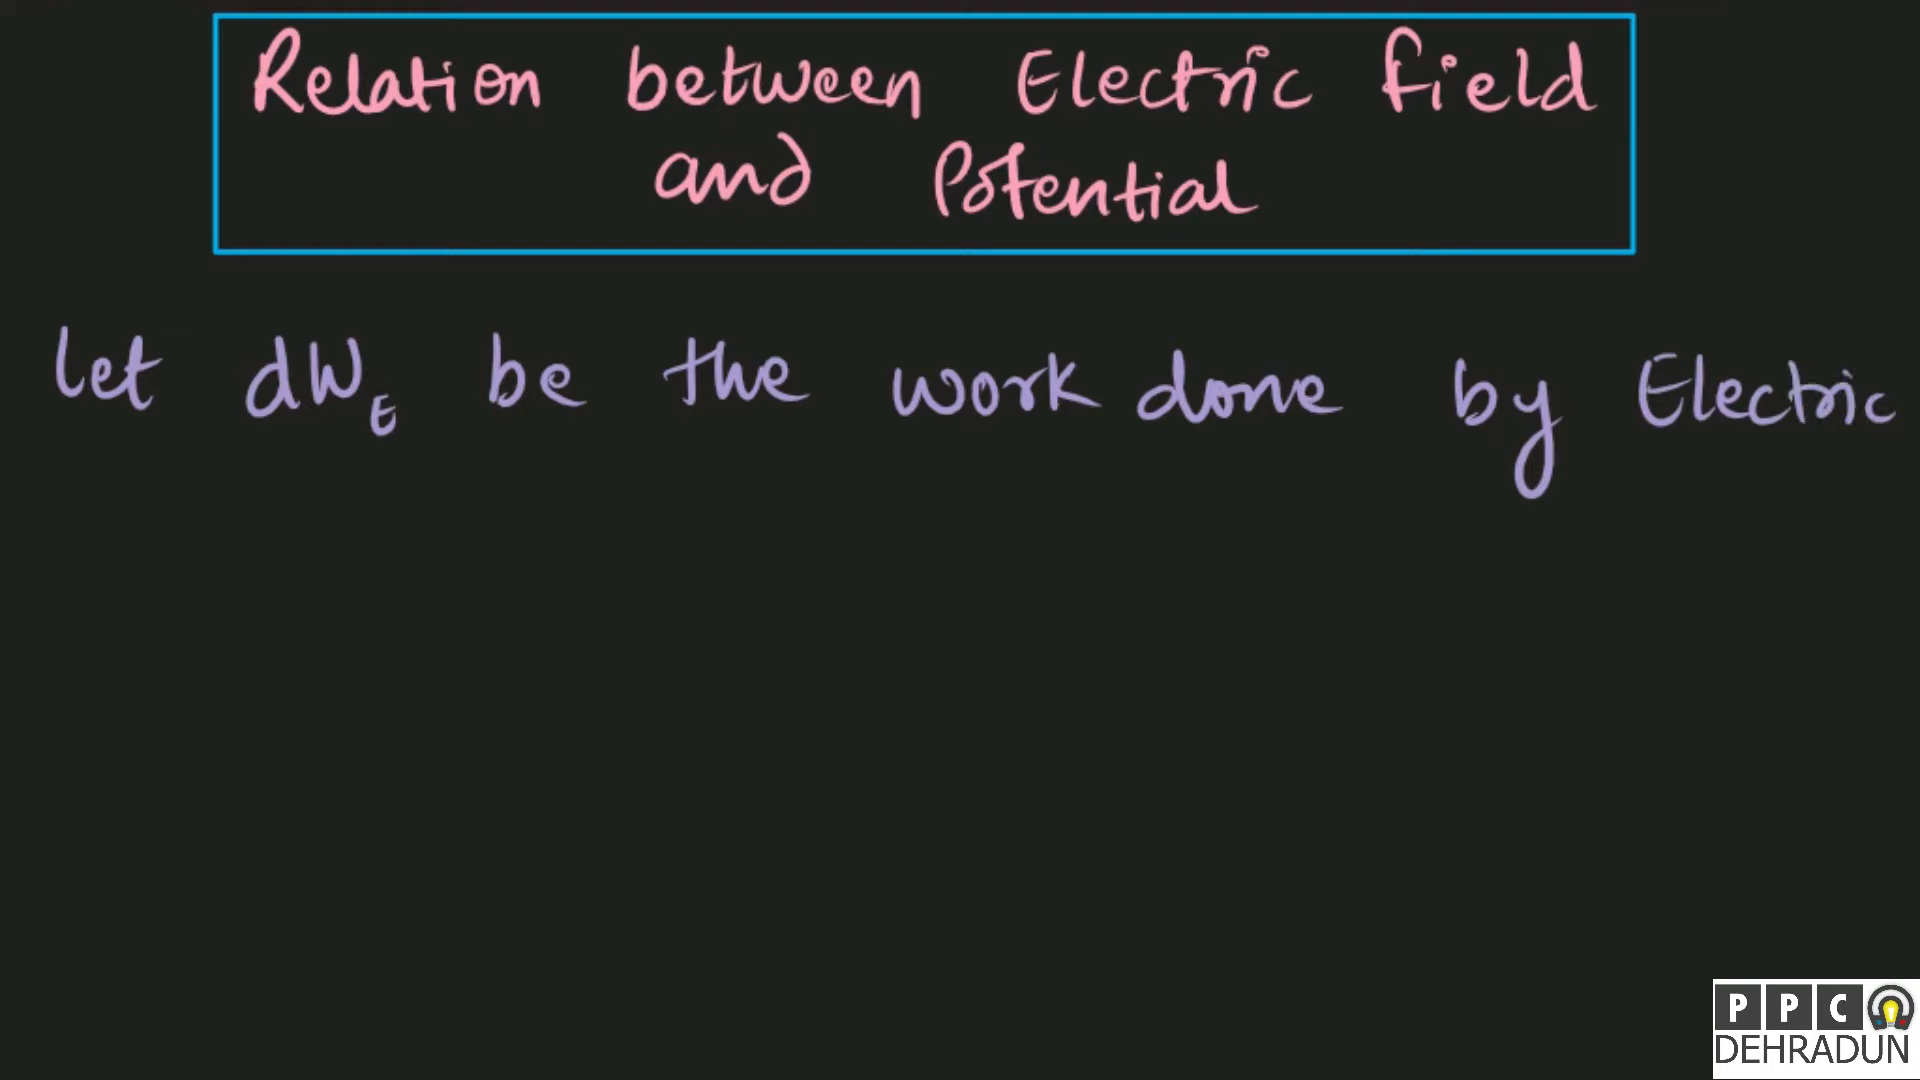 Relation between Electric field
and Potential
let dW_E be the work done by Electric
PPC
DEHRADUN